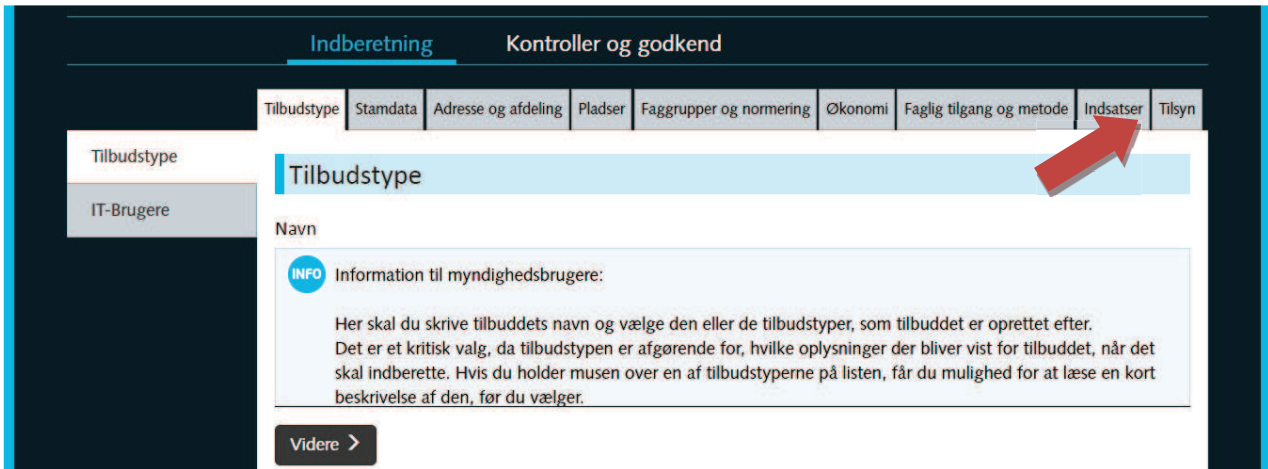 Indberetning Kontroller og godkend
Tilbudstype Stamdata Adresse og afdeling Pladser Faggrupper og normering Økonomi Faglig tilgang og metode Indsatser Tilsyn
Tilbudstype
IT-Brugere
Tilbudstype
Navn
INFO Information til myndighedsbrugere:
Her skal du skrive tilbuddets navn og vælge den eller de tilbudstyper, som tilbuddet er oprettet efter.
Det er et kritisk valg, da tilbudstypen er afgørende for, hvilke oplysninger der bliver vist for tilbuddet, når det
skal indberette. Hvis du holder musen over en af tilbudstyperne på listen, får du mulighed for at læse en kort
beskrivelse af den, før du vælger.
Videre >